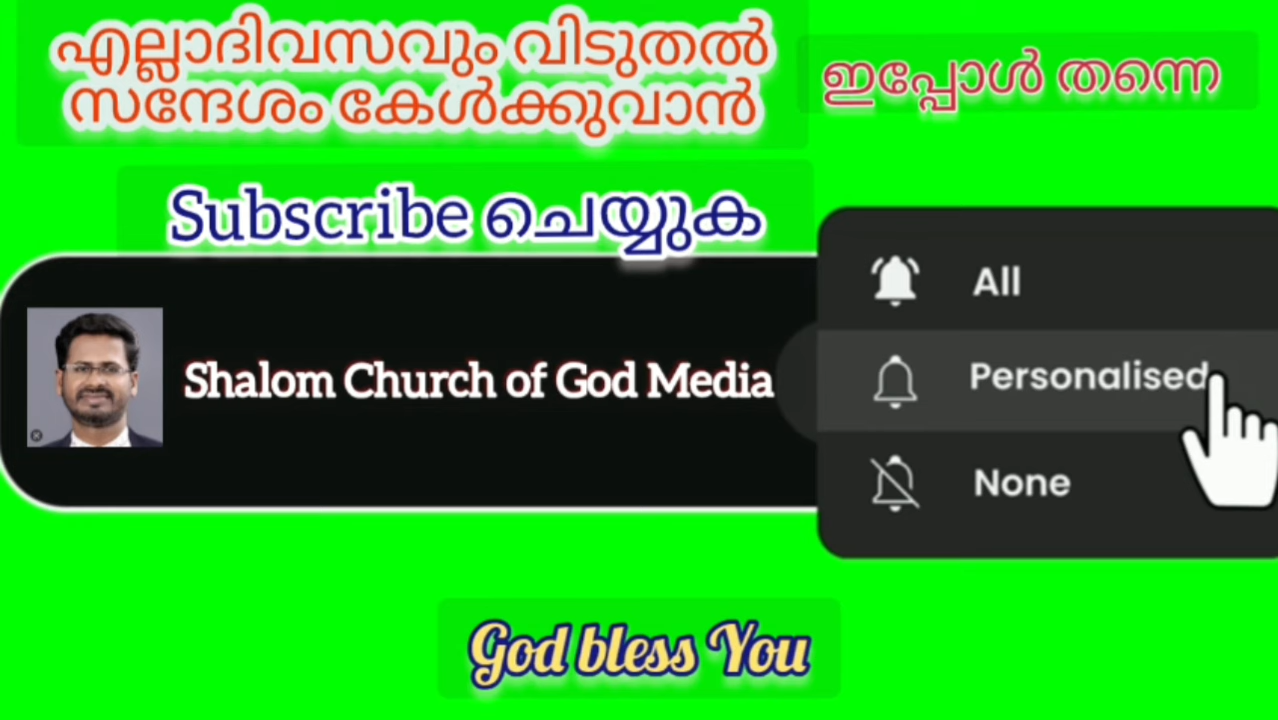 എല്ലാദിവസവും വിടുതൽ
സന്ദേശം കേൾക്കുവാൻ
ഇപ്പോൾ തന്നെ
Subscribe ചെയ്യുക
Shalom Church of God Media
All
Personalised
None
God bless You